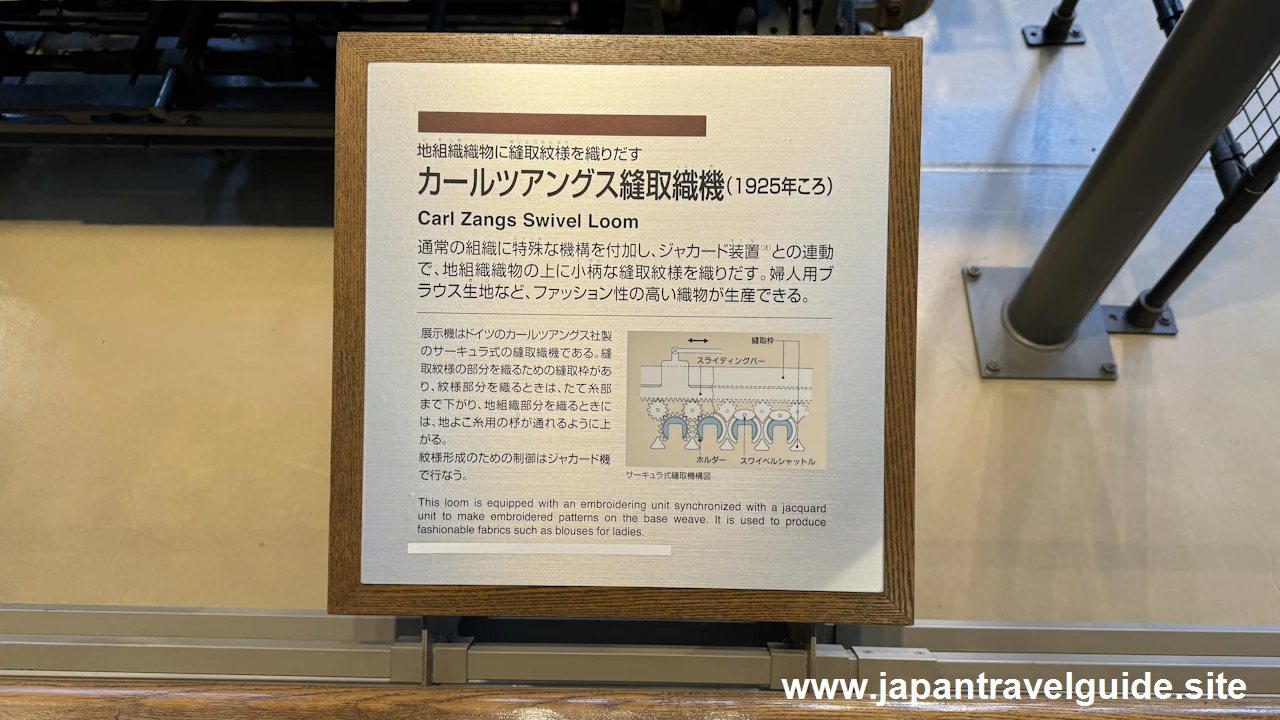 地組織織物に縫取紋様を織りだす
カールツアングス縫取織機(1925年ころ)
Carl Zangs Swivel Loom
通常の組織に特殊な機構を付加し、ジャカード装置(注)との連動
で、地組織織物の上に小柄な縫取紋様を織りだす。婦人用ブ
ラウス生地など、ファッション性の高い織物が生産できる。
展示機はドイツのカールツアングス社製
のサーキュラ式の縫取織機である。縫
取紋様の部分を織るための縫取枠があ
り、紋様部分を織るときは、たて糸部
まで下がり、地組織部分を織るときに
は、地よこ糸用の杼が通れるように上
がる。
紋様形成のための制御はジャカード機
で行なう。
縫取枠
スライディングバー
ホルダー
スワイベルシャットル
サーキュラ式縫取機構図
This loom is equipped with an embroidering unit synchronized with a jacquard
unit to make embroidered patterns on the base weave. It is used to produce
fashionable fabrics such as blouses for ladies.
www.japantravelguide.site